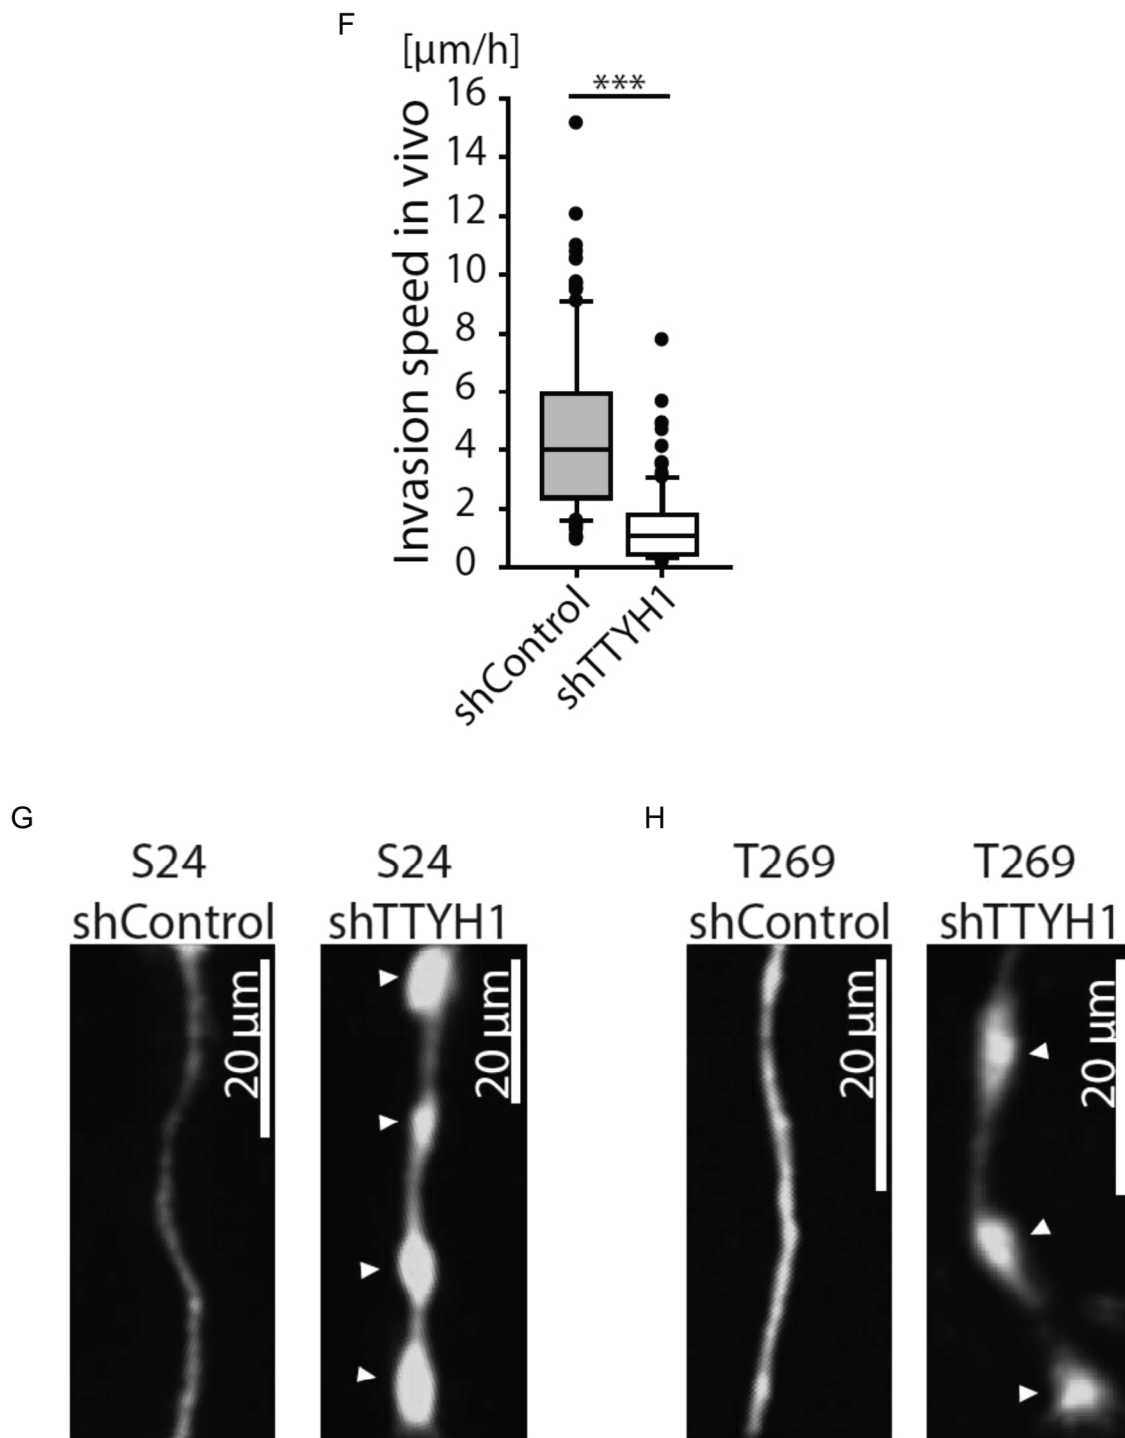 F
[μm/h]
***
Invasion speed in vivo
16
14
12
10
8
6
4
2
0
shControl
shTTYH1
G
H
S24
shControl
S24
shTTYH1
T269
shControl
T269
shTTYH1
20 μm
20 μm
20 μm
20 μm